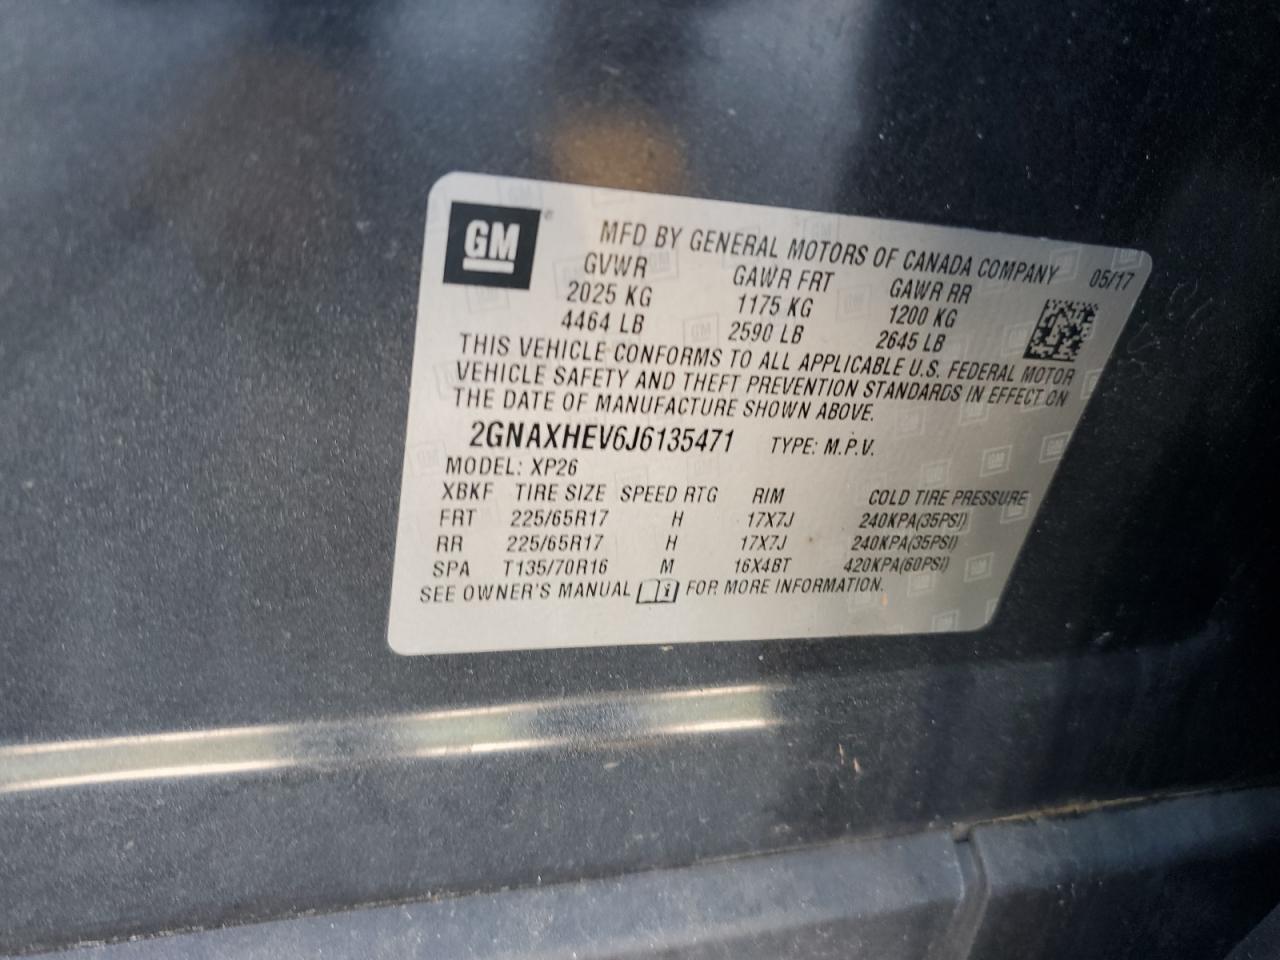 GM
MFD BY GENERAL MOTORS OF CANADA COMPANY 05/17
GVWR GAWR FRT GAWR RR
2025 KG 1175 KG 1200 KG
4464 LB 2590 LB 2645 LB
THIS VEHICLE CONFORMS TO ALL APPLICABLE U.S. FEDERAL MOTOR
VEHICLE SAFETY AND THEFT PREVENTION STANDARDS IN EFFECT ON
THE DATE OF MANUFACTURE SHOWN ABOVE.
2GNAXHEV6J6135471 TYPE: M.P.V.
MODEL: XP26
XBKF TIRE SIZE SPEED RTG RIM COLD TIRE PRESSURE
FRT 225/65R17 H 17X7J 240KPA(35PSI)
RR 225/65R17 H 17X7J 240KPA(35PSI)
SPA T135/70R16 M 16X4BT 420KPA(60PSI)
SEE OWNER'S MANUAL FOR MORE INFORMATION.